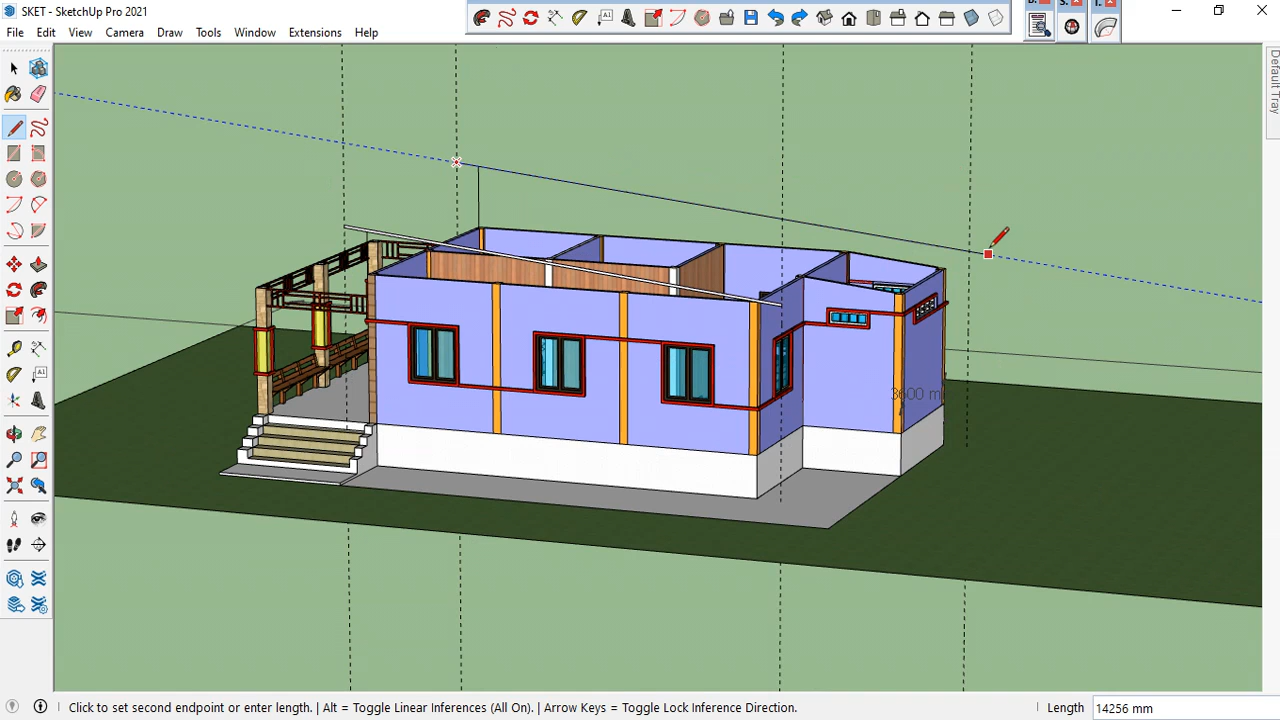 SKET - SketchUp Pro 2021
File Edit View Camera Draw Tools Window Extensions Help
Default Tray
3600 m
Click to set second endpoint or enter length. | Alt = Toggle Linear Inferences (All On). | Arrow Keys = Toggle Lock Inference Direction.
Length 14256 mm